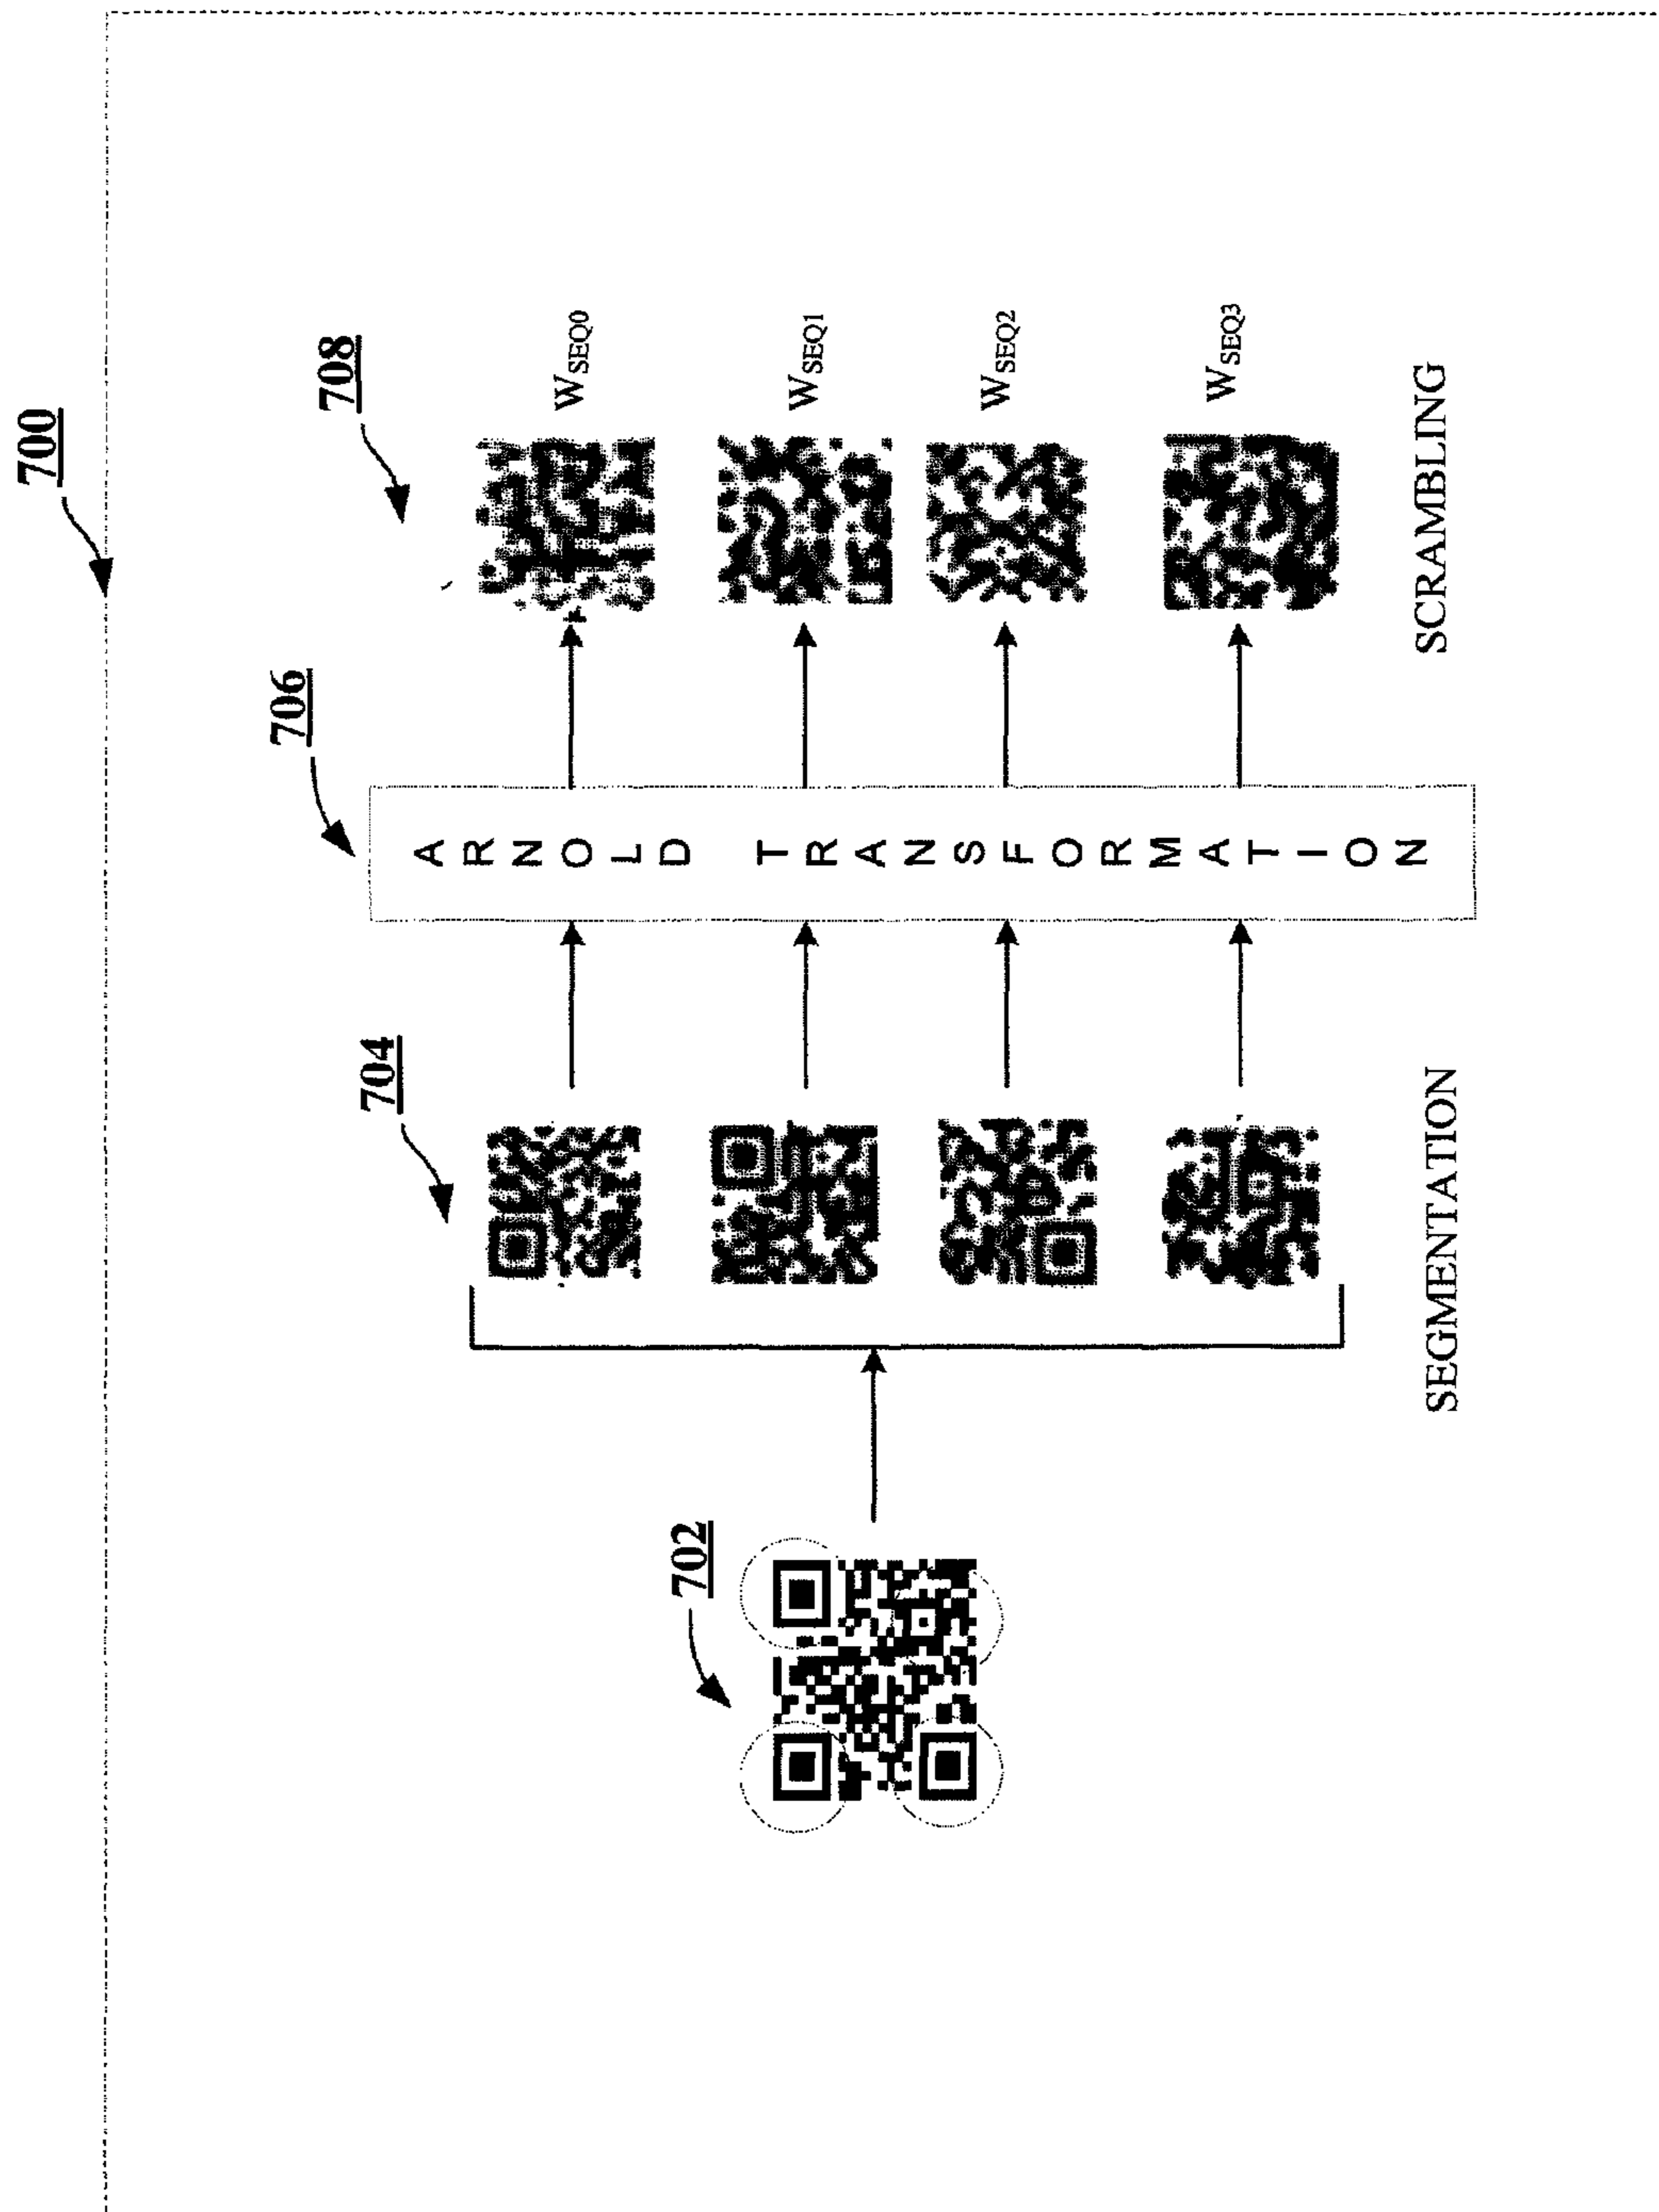 700
706
708
704
ARNOLD TRANSFORMATION
W_SEQ0
702
W_SEQ1
W_SEQ2
W_SEQ3
SEGMENTATION
SCRAMBLING